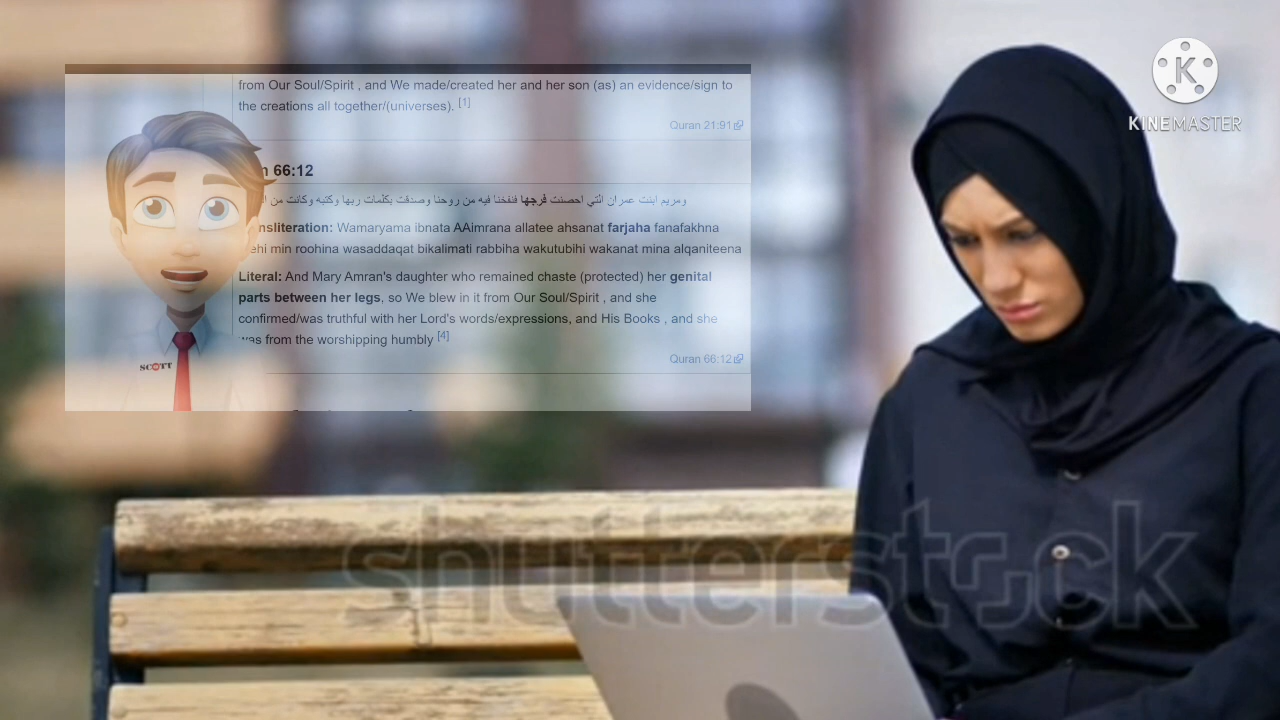 from Our Soul/Spirit , and We made/created her and her son (as) an evidence/sign to
the creations all together/(universes). [1]
Quran 21:91
66:12
ومريم ابنت عمران التي احصنت فرجها فنفخنا فيه من روحنا وصدقت بكلمات ربها وكتبه وكانت من
nsliteration: Wamaryama ibnata AAimrana allatee ahsanat farjaha fanafakhna
ehi min roohina wasaddaqat bikalimati rabbiha wakutubihi wakanat mina alqaniteena
Literal: And Mary Amran's daughter who remained chaste (protected) her genital
parts between her legs, so We blew in it from Our Soul/Spirit , and she
confirmed/was truthful with her Lord's words/expressions, and His Books , and she
was from the worshipping humbly [4]
Quran 66:12
SCOTT
K
KINEMASTER
shutterstock